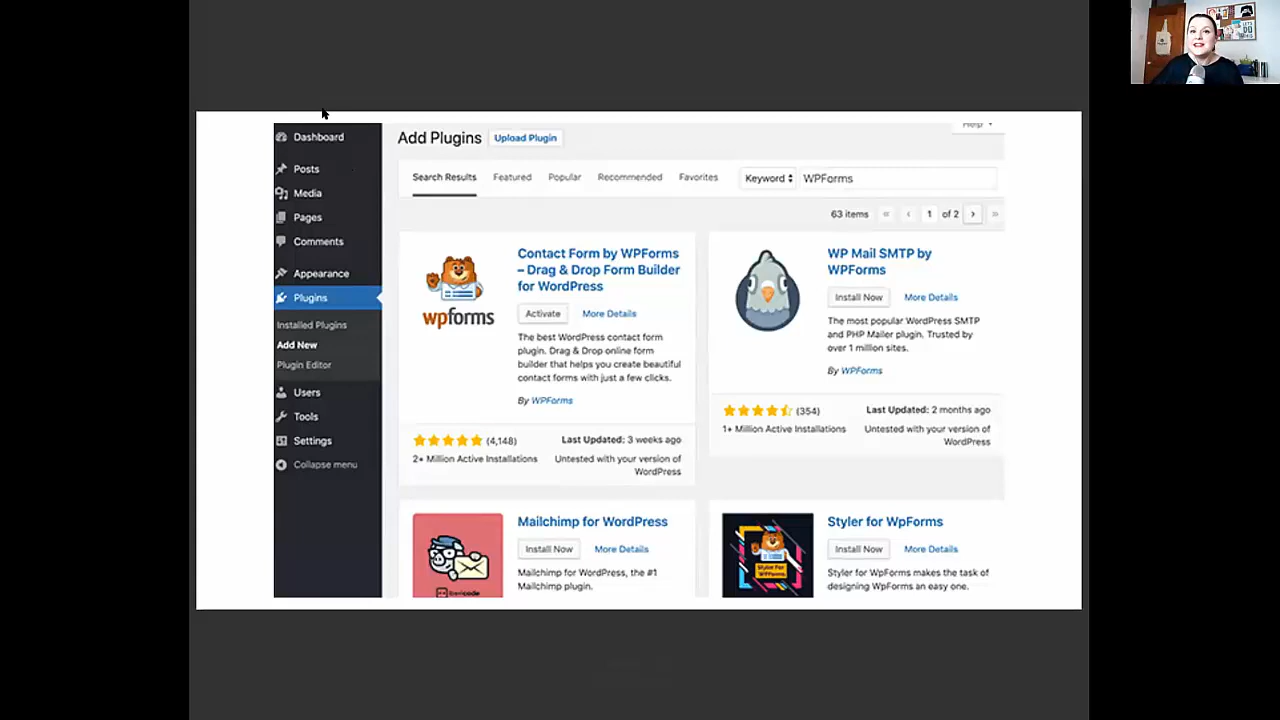 Dashboard
Posts
Media
Pages
Comments
Appearance
Plugins
Installed Plugins
Add New
Plugin Editor
Users
Tools
Settings
Collapse menu
Add Plugins
Upload Plugin
Help
Search Results
Featured
Popular
Recommended
Favorites
Keyword
WPForms
63 items « ‹ 1 of 2 › »
wpforms
Contact Form by WPForms
– Drag & Drop Form Builder
for WordPress
Activate
More Details
The best WordPress contact form
plugin. Drag & Drop online form
builder that helps you create beautiful
contact forms with just a few clicks.
By WPForms
(4,148)
2+ Million Active Installations
Last Updated: 3 weeks ago
Untested with your version of
WordPress
WP Mail SMTP by
WPForms
Install Now
More Details
The most popular WordPress SMTP
and PHP Mailer plugin. Trusted by
over 1 million sites.
By WPForms
(354)
1+ Million Active Installations
Last Updated: 2 months ago
Untested with your version of
WordPress
Mailchimp for WordPress
Install Now
More Details
Mailchimp for WordPress, the #1
Mailchimp plugin.
Styler For
WPForms
Styler for WpForms
Install Now
More Details
Styler for WpForms makes the task of
designing WpForms an easy one.